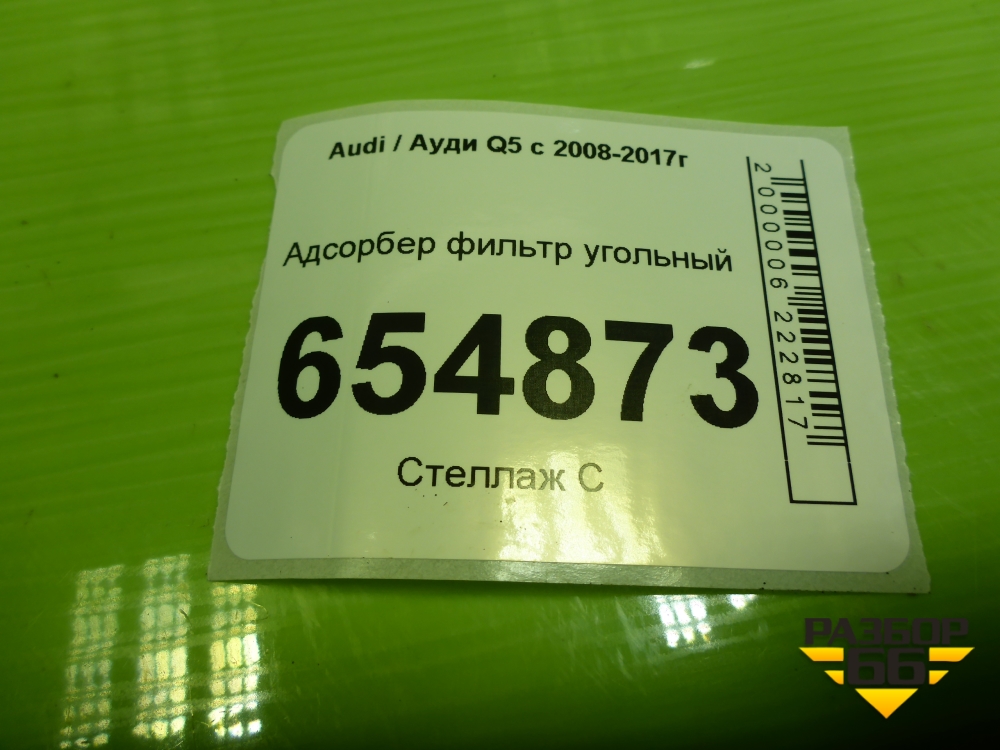 Audi / Ауди Q5 с 2008-2017г
Адсорбер фильтр угольный
654873
Стеллаж С
2000006222817
РАЗБОР
66